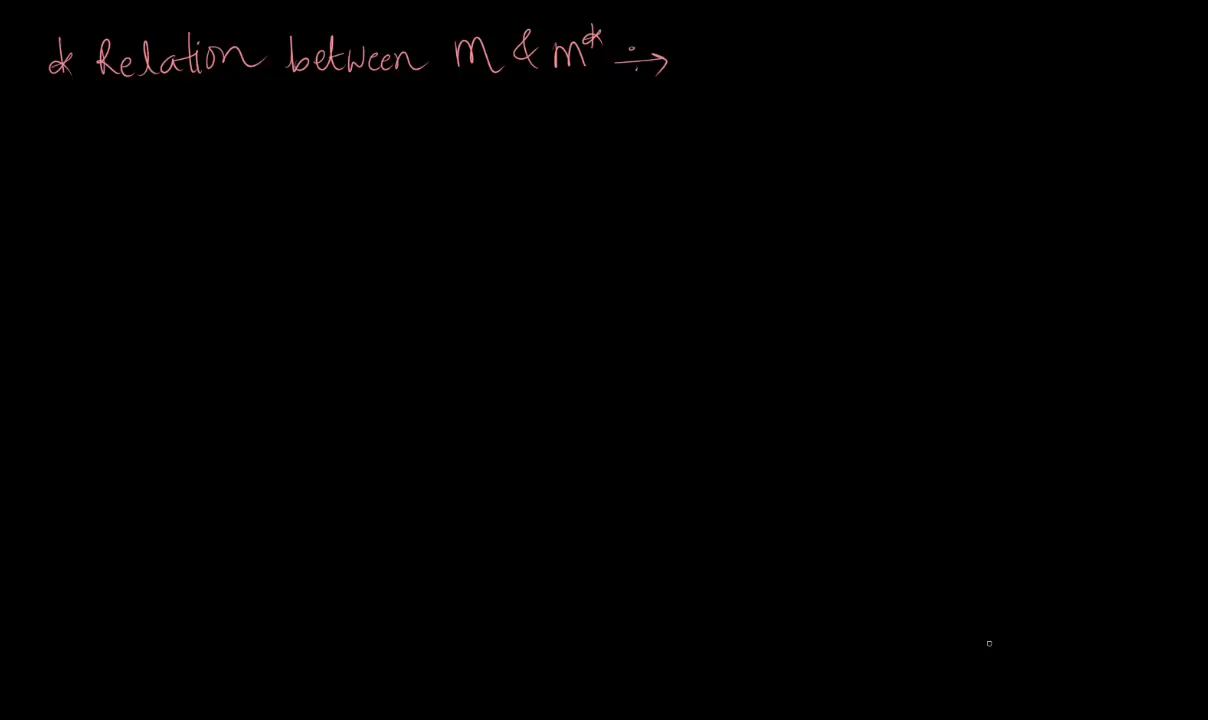 * Relation between m & m* ÷→